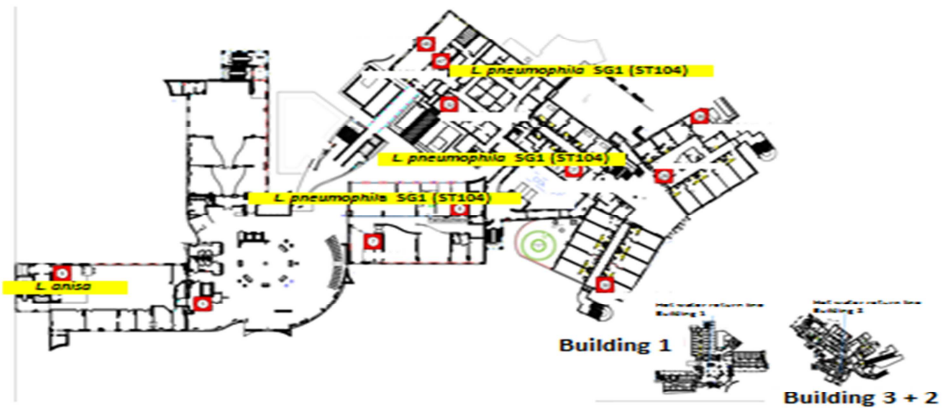 L. pneumophila SG1 (ST104)
L. pneumophila SG1 (ST104)
L. pneumophila SG1 (ST104)
L. anisa
Hot water return line
Building 1
Hot water return line
Building 3
Building 1
Building 3 + 2